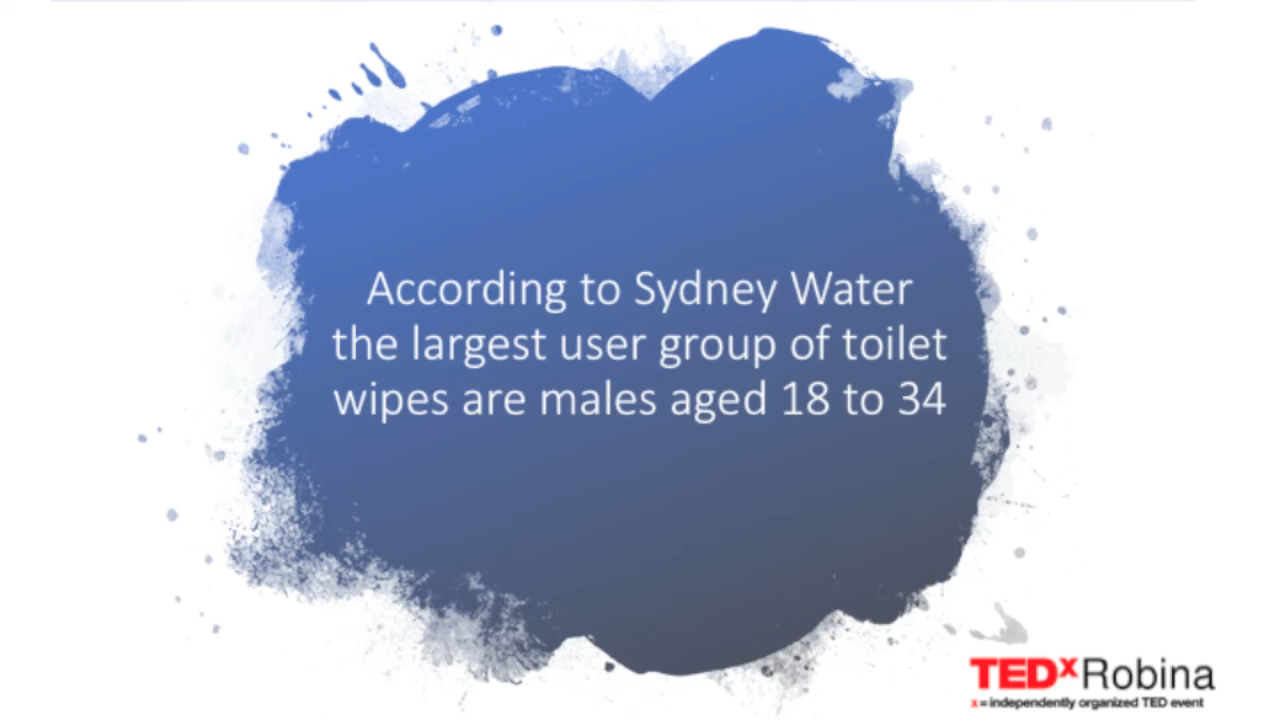 According to Sydney Water
the largest user group of toilet
wipes are males aged 18 to 34
TEDxRobina
x = independently organized TED event